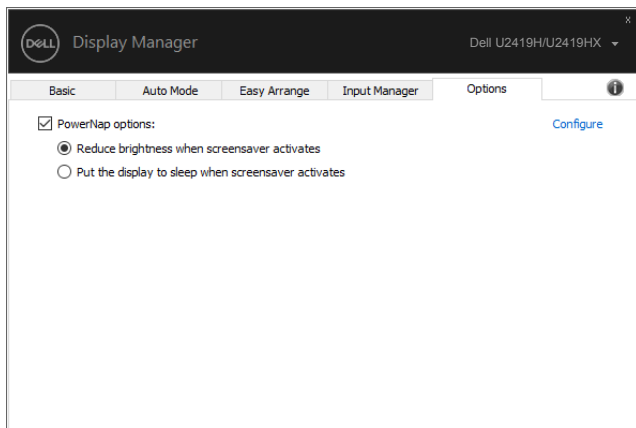 x
DELL Display Manager Dell U2419H/U2419HX
Basic Auto Mode Easy Arrange Input Manager Options i
PowerNap options: Configure
Reduce brightness when screensaver activates
Put the display to sleep when screensaver activates